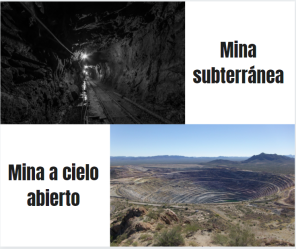 Mina
subterránea
Mina a cielo
abierto